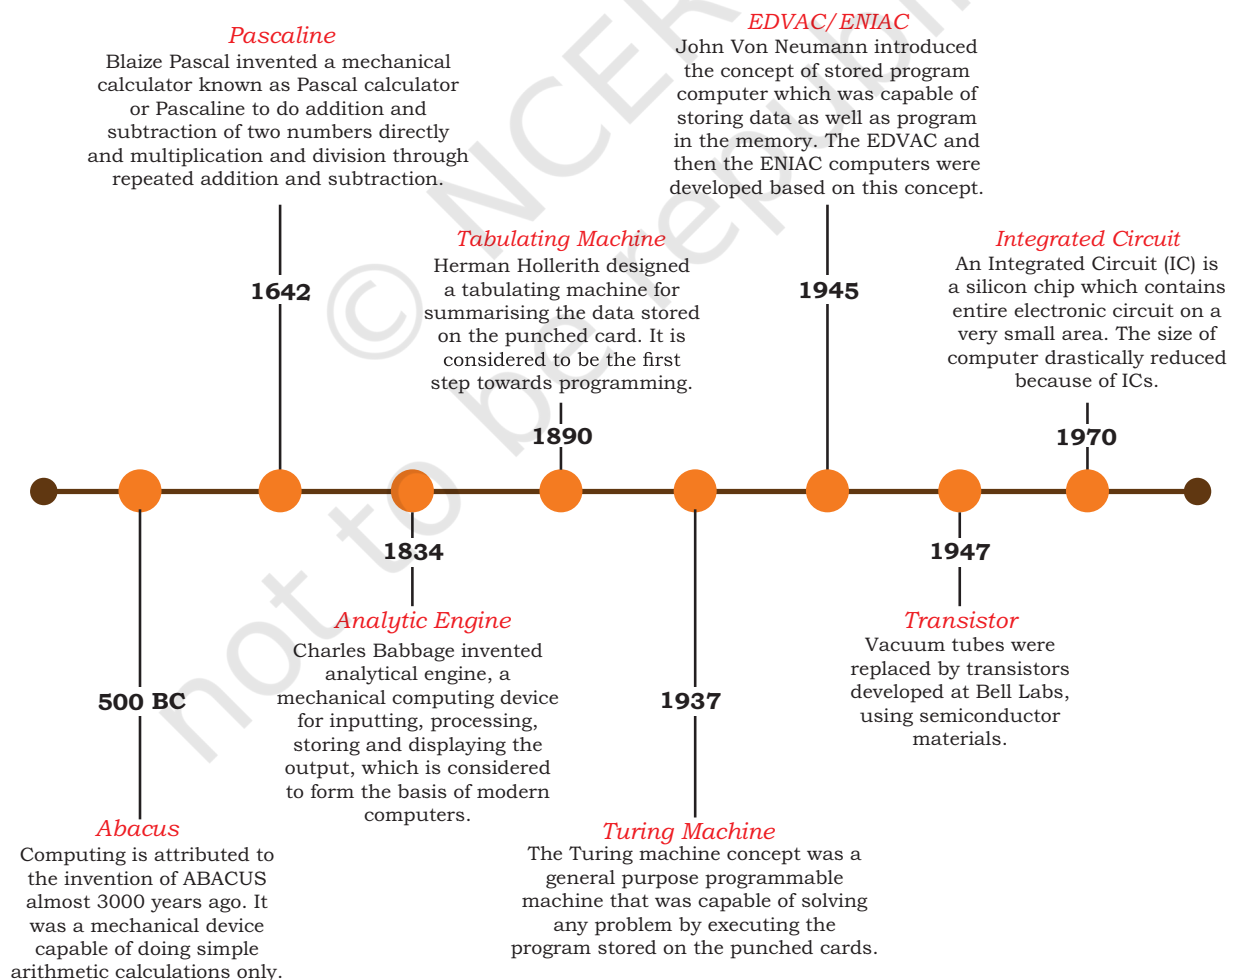 Pascaline
Blaize Pascal invented a mechanical
calculator known as Pascal calculator
or Pascaline to do addition and
subtraction of two numbers directly
and multiplication and division through
repeated addition and subtraction.
1642
EDVAC/ENIAC
John Von Neumann introduced
the concept of stored program
computer which was capable of
storing data as well as program
in the memory. The EDVAC and
then the ENIAC computers were
developed based on this concept.
1945
Tabulating Machine
Herman Hollerith designed
a tabulating machine for
summarising the data stored
on the punched card. It is
considered to be the first
step towards programming.
1890
Integrated Circuit
An Integrated Circuit (IC) is
a silicon chip which contains
entire electronic circuit on a
very small area. The size of
computer drastically reduced
because of ICs.
1970
500 BC
Abacus
Computing is attributed to
the invention of ABACUS
almost 3000 years ago. It
was a mechanical device
capable of doing simple
arithmetic calculations only.
1834
Analytic Engine
Charles Babbage invented
analytical engine, a
mechanical computing device
for inputting, processing,
storing and displaying the
output, which is considered
to form the basis of modern
computers.
1937
Turing Machine
The Turing machine concept was a
general purpose programmable
machine that was capable of solving
any problem by executing the
program stored on the punched cards.
1947
Transistor
Vacuum tubes were
replaced by transistors
developed at Bell Labs,
using semiconductor
materials.
©
not to be